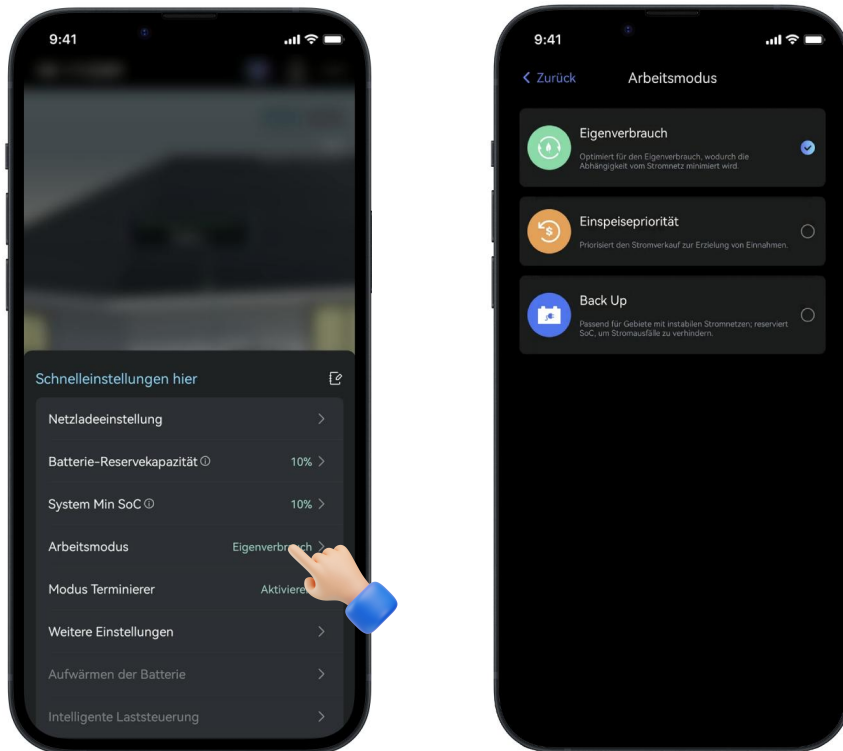 9:41
Schnelleinstellungen hier
Netzladeeinstellung
Batterie-Reservekapazität 10%
System Min SoC 10%
Arbeitsmodus Eigenverbrauch
Modus Terminierer
Weitere Einstellungen
Aufwärmen der Batterie
Intelligente Laststeuerung
9:41
Zurück Arbeitsmodus
Eigenverbrauch
Optimiert für den Eigenverbrauch, wodurch die
Abhängigkeit vom Stromnetz minimiert wird.
Einspeisepriorität
Priorisiert den Stromverkauf zur Erzielung von Einnahmen.
Back Up
Passend für Gebiete mit instabilen Stromnetzen; reserviert
SoC, um Stromausfälle zu verhindern.